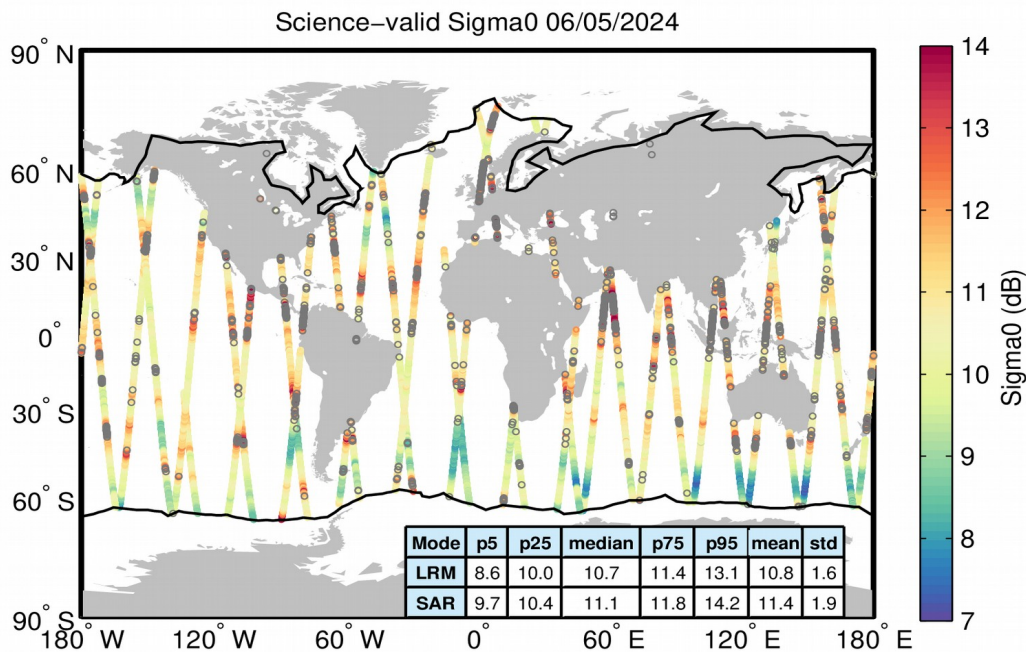 Science−valid Sigma0 06/05/2024
90° N
60° N
30° N
0°
30° S
60° S
90° S
180° W
120° W
60° W
0°
60° E
120° E
180° E
Mode p5 p25 median p75 p95 mean std
LRM 8.6 10.0 10.7 11.4 13.1 10.8 1.6
SAR 9.7 10.4 11.1 11.8 14.2 11.4 1.9
14
13
12
11
10
9
8
7
Sigma0 (dB)